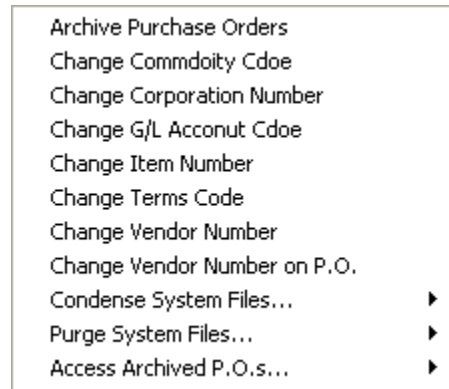 Archive Purchase Orders
Change Commdoity Cdoe
Change Corporation Number
Change G/L Acconut Cdoe
Change Item Number
Change Terms Code
Change Vendor Number
Change Vendor Number on P.O.
Condense System Files...
Purge System Files...
Access Archived P.O.s...